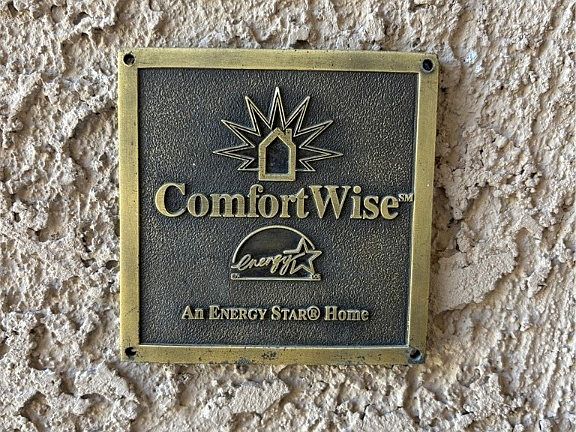 ComfortWise℠
energy
An ENERGY STAR® Home